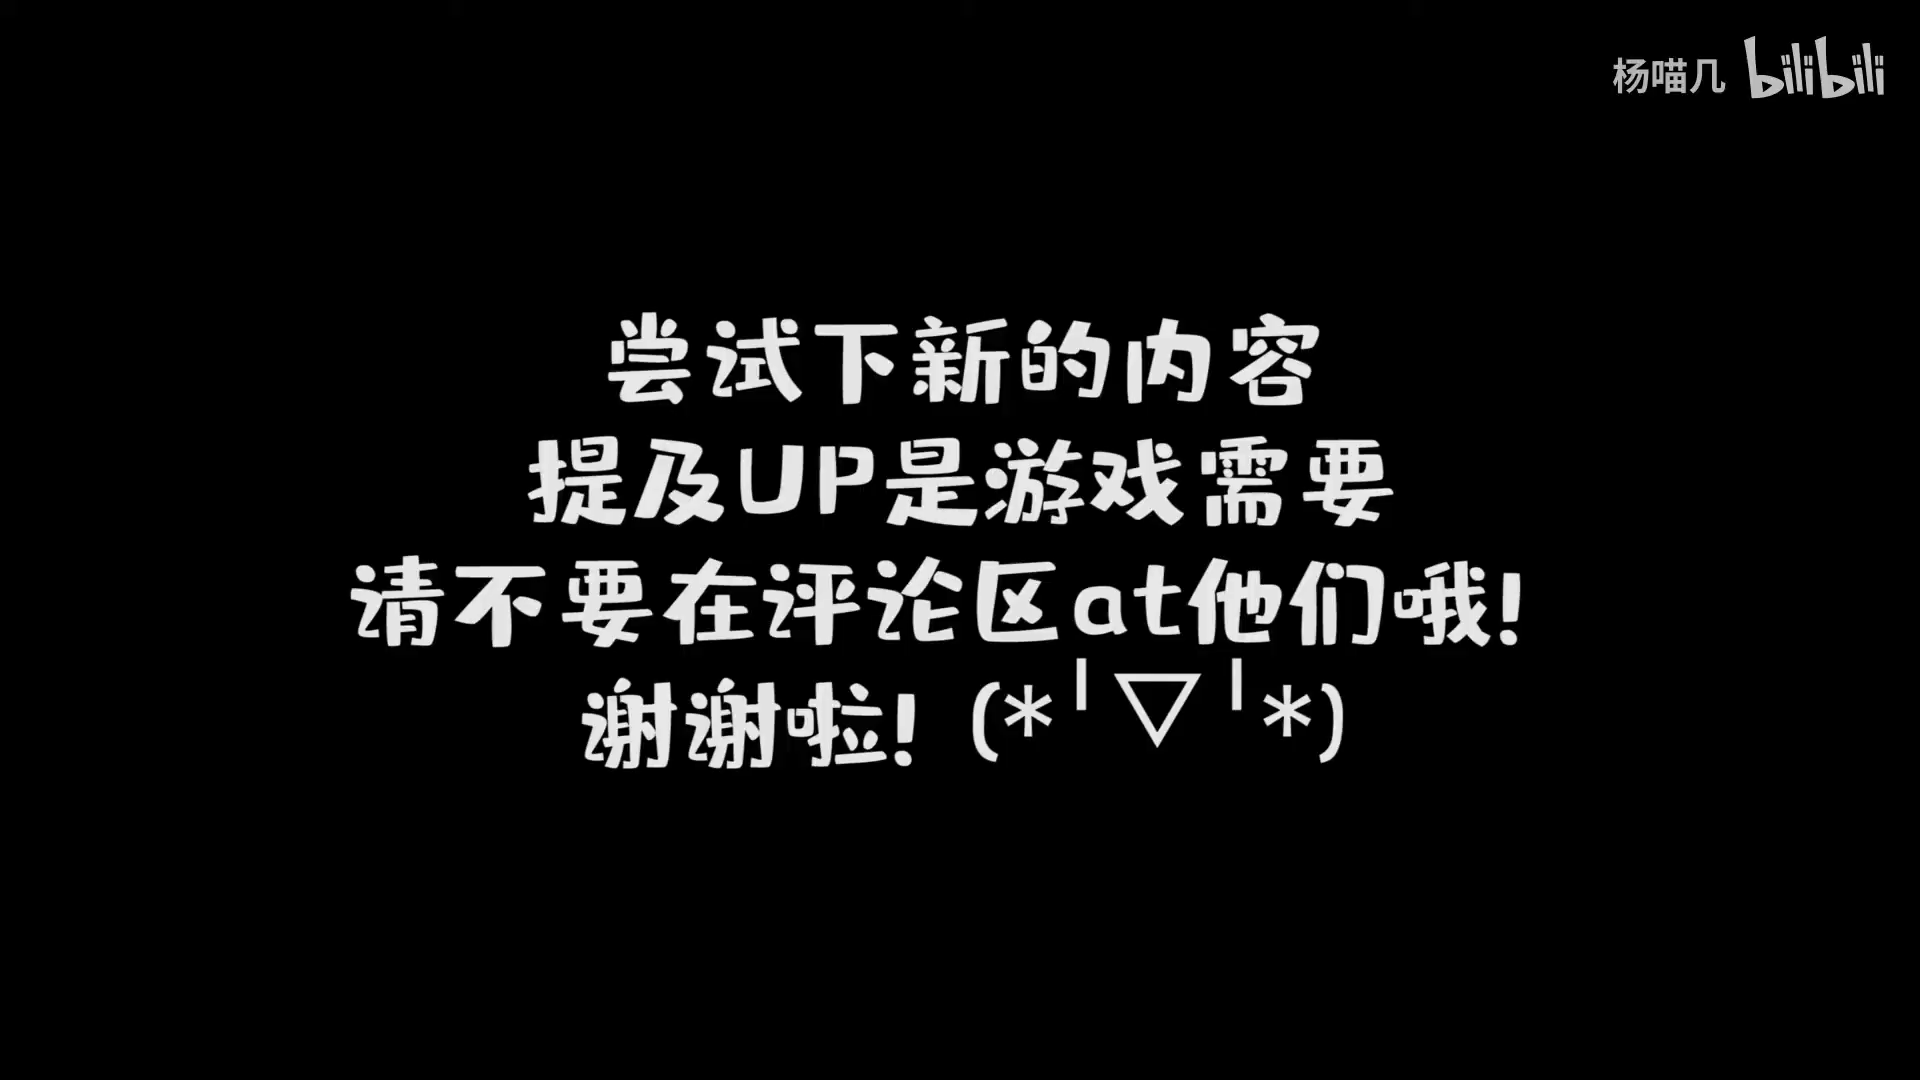 杨喵几 bilibili
尝试下新的内容
提及UP是游戏需要
请不要在评论区at他们哦!
谢谢啦! (*╵▽╵*)